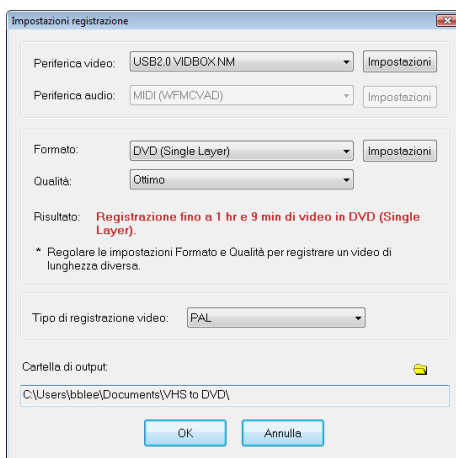 Impostazioni registrazione
Periferica video: USB2.0 VIDBOX NM Impostazioni
Periferica audio: MIDI (WFMCVAD) Impostazioni
Formato: DVD (Single Layer) Impostazioni
Qualità: Ottimo
Risultato: Registrazione fino a 1 hr e 9 min di video in DVD (Single
Layer).
* Regolare le impostazioni Formato e Qualità per registrare un video di
lunghezza diversa.
Tipo di registrazione video: PAL
Cartella di output:
C:\Users\bblee\Documents\VHS to DVD\
OK Annulla